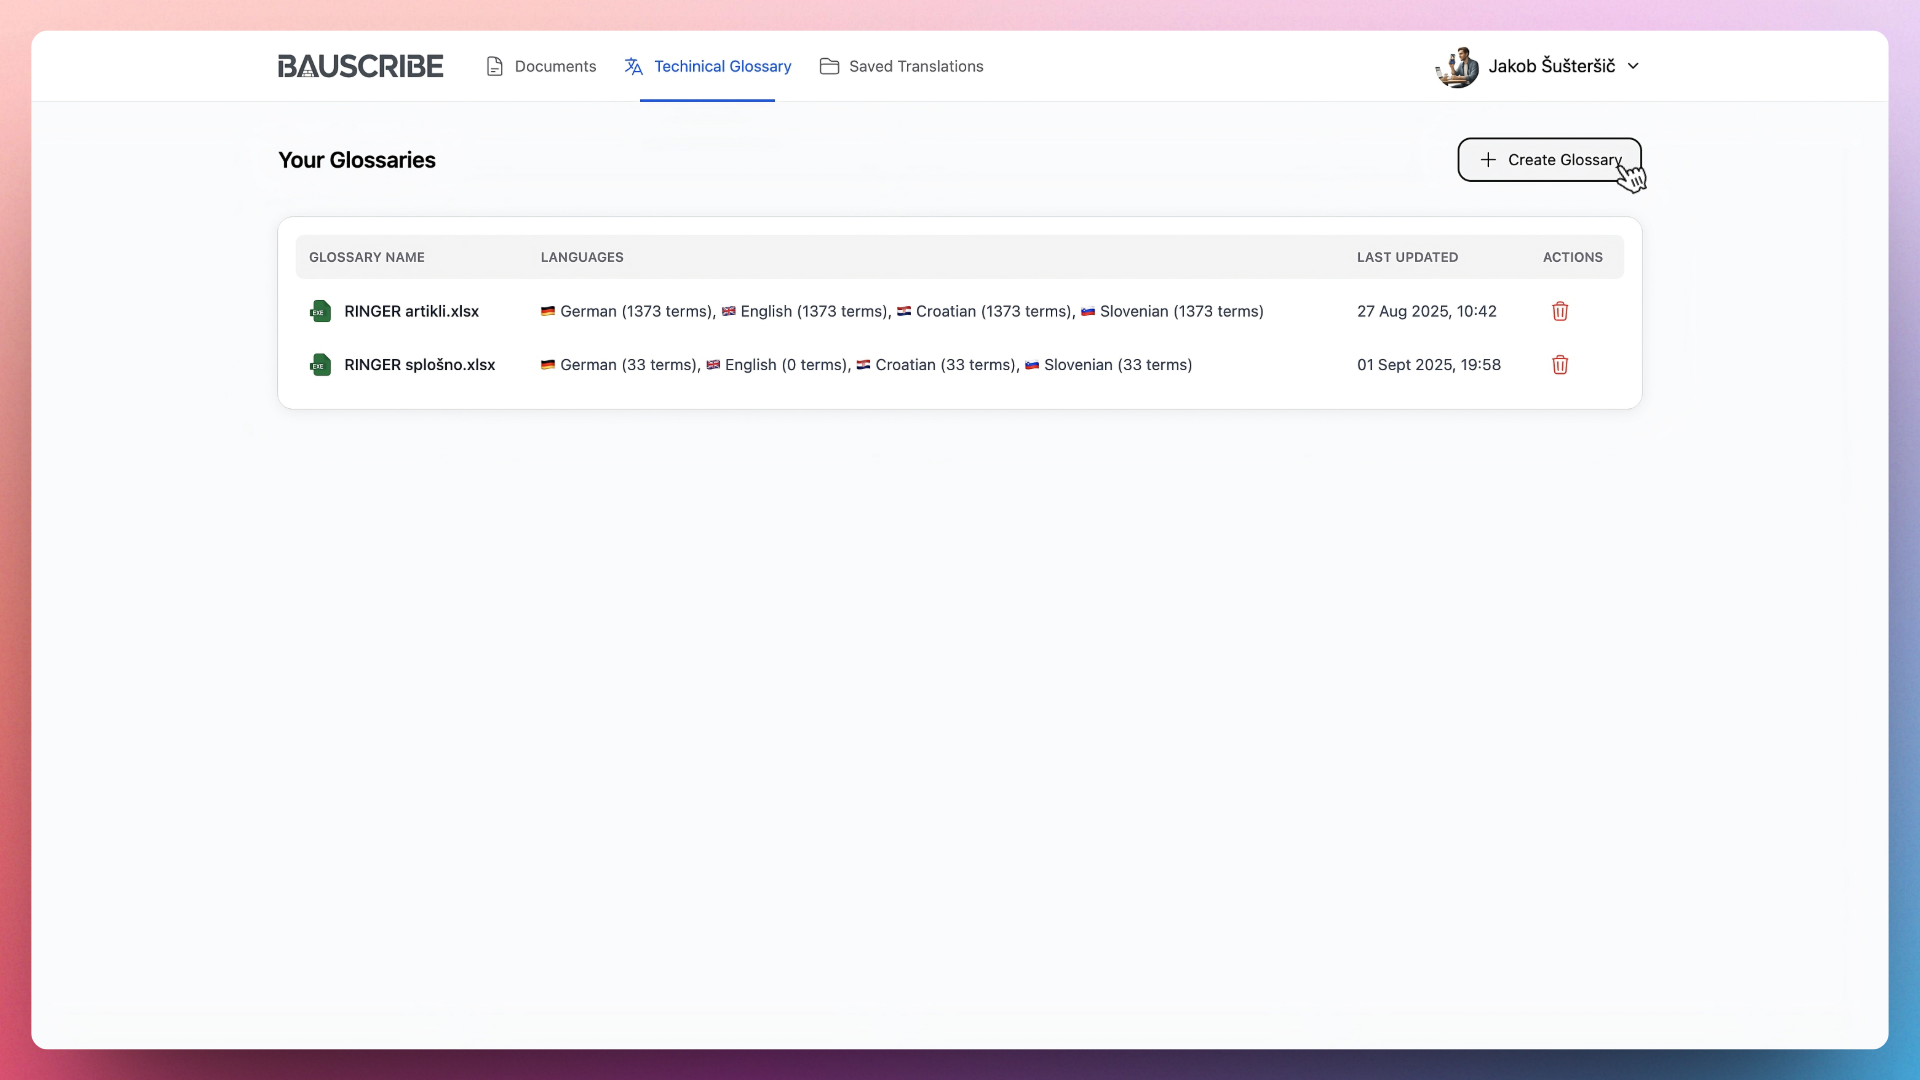 BAUSCRIBE Documents Techinical Glossary Saved Translations Jakob Šušteršič
Your Glossaries Create Glossary
GLOSSARY NAME LANGUAGES LAST UPDATED ACTIONS
EXE RINGER artikli.xlsx German (1373 terms), English (1373 terms), Croatian (1373 terms), Slovenian (1373 terms) 27 Aug 2025, 10:42
EXE RINGER splošno.xlsx German (33 terms), English (0 terms), Croatian (33 terms), Slovenian (33 terms) 01 Sept 2025, 19:58